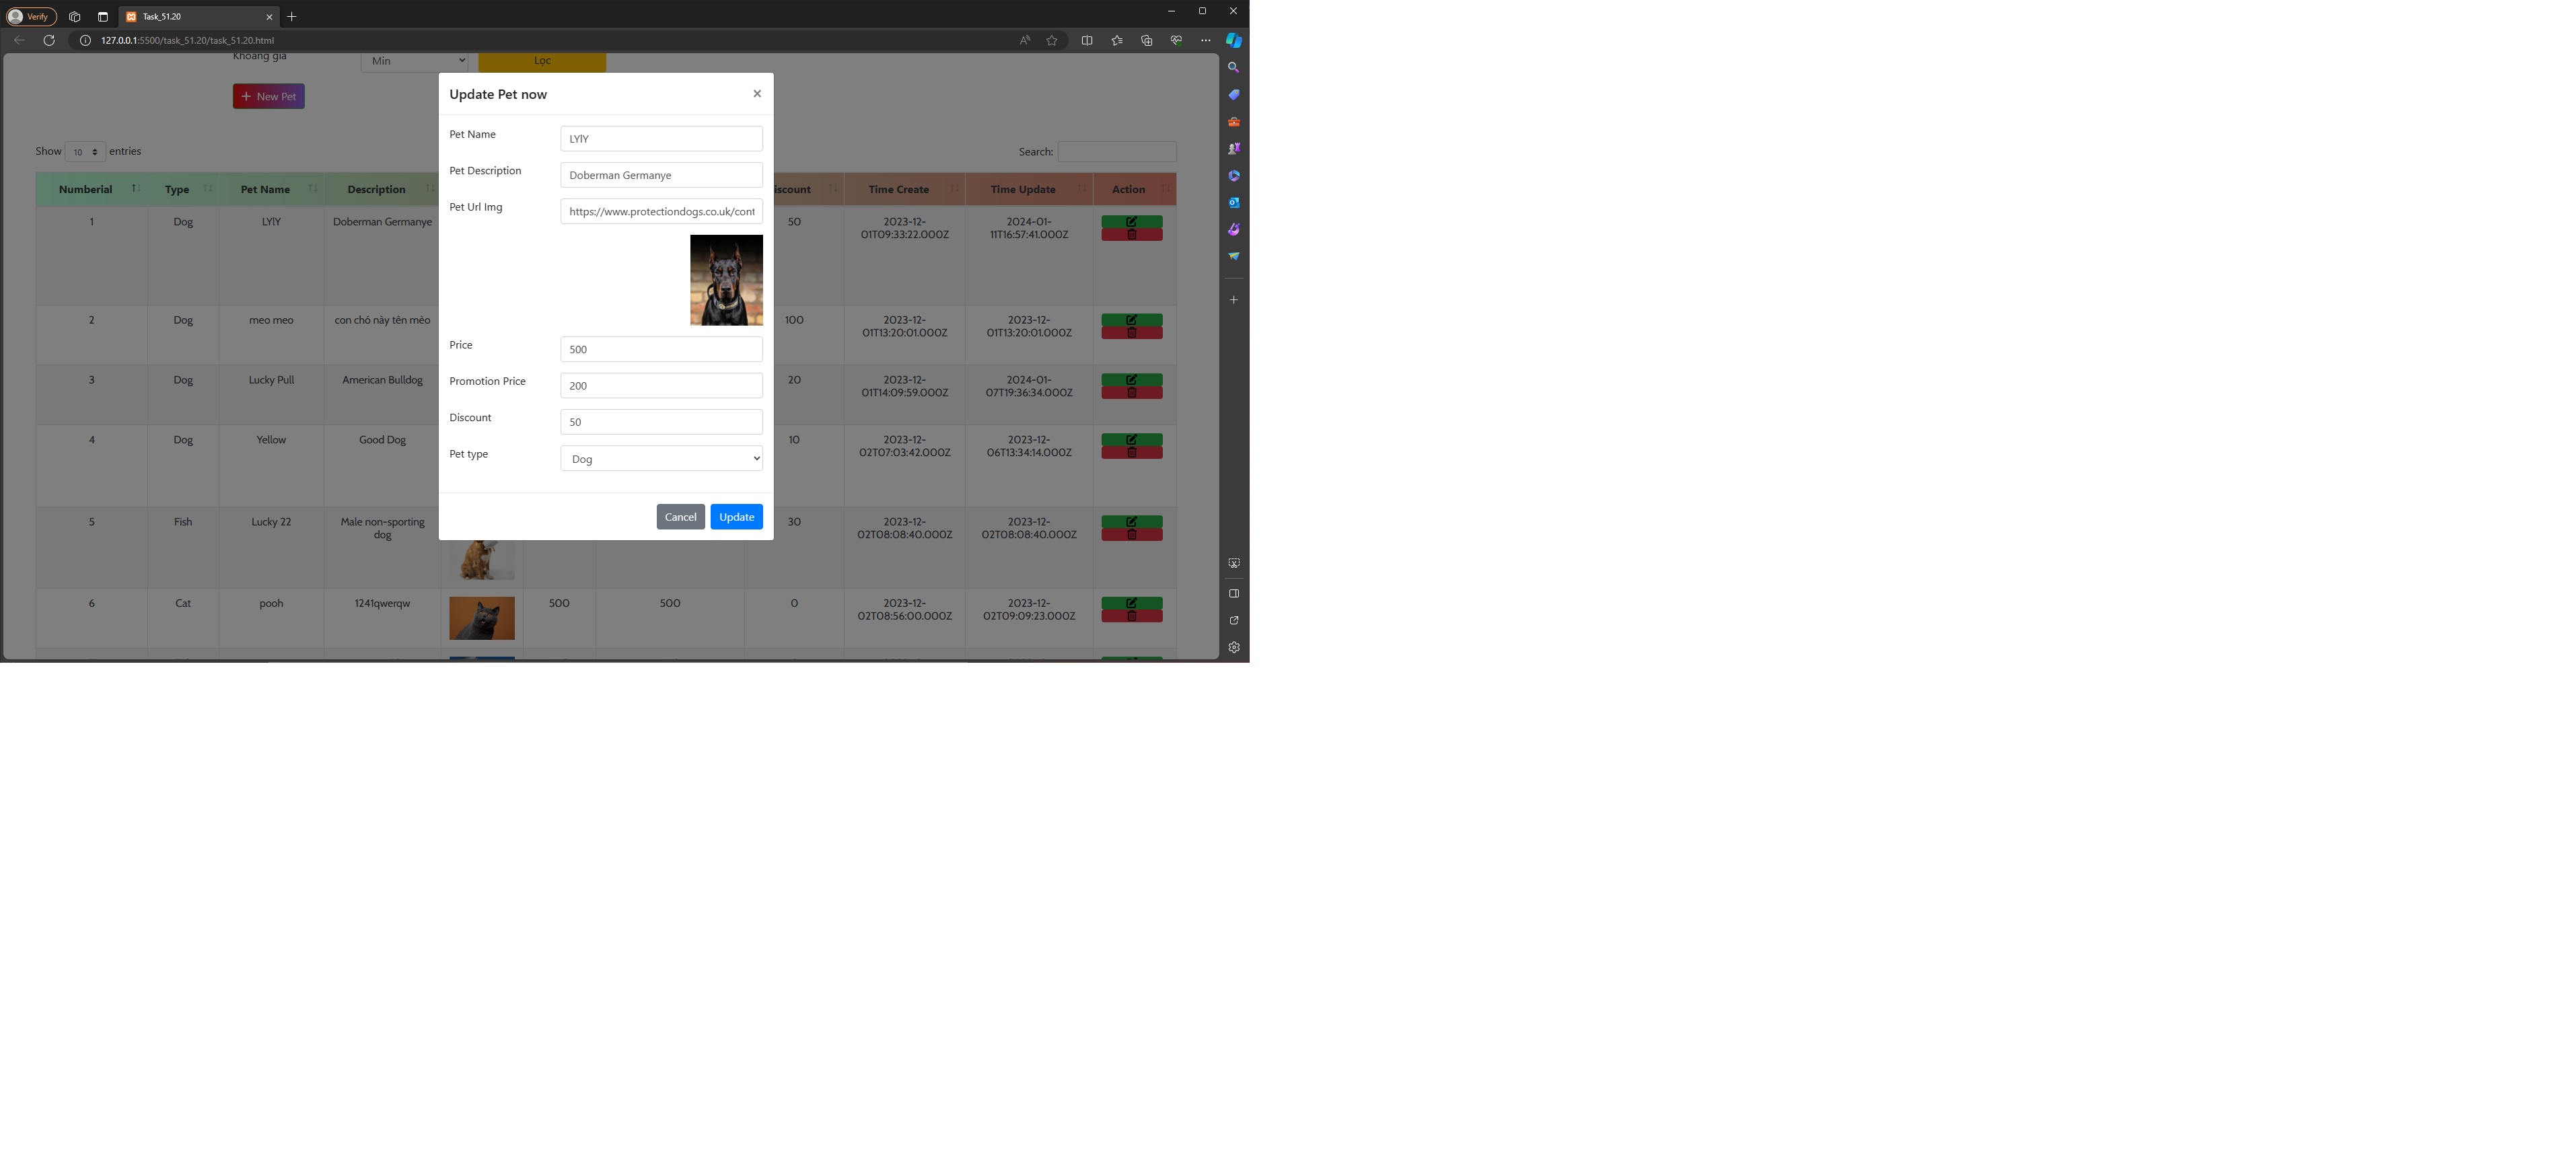 Verify
Task_51.20
127.0.0.1:5500/task_51.20/task_51.20.html
Khoảng giá
Min
Lọc
New Pet
Show 10 entries
Search:
Numberial Type Pet Name Description iscount Time Create Time Update Action
1 Dog LYlY Doberman Germanye 50 2023-12- 2024-01-
01T09:33:22.000Z 11T16:57:41.000Z
2 Dog meo meo con chó này tên mèo 100 2023-12- 2023-12-
01T13:20:01.000Z 01T13:20:01.000Z
3 Dog Lucky Pull American Bulldog 20 2023-12- 2024-01-
01T14:09:59.000Z 07T19:36:34.000Z
4 Dog Yellow Good Dog 10 2023-12- 2023-12-
02T07:03:42.000Z 06T13:34:14.000Z
5 Fish Lucky 22 Male non-sporting 30 2023-12- 2023-12-
dog 02T08:08:40.000Z 02T08:08:40.000Z
6 Cat pooh 1241qwerqw 500 500 0 2023-12- 2023-12-
02T08:56:00.000Z 02T09:09:23.000Z
Update Pet now
×
Pet Name LYlY
Pet Description Doberman Germanye
Pet Url Img https://www.protectiondogs.co.uk/cont
Price 500
Promotion Price 200
Discount 50
Pet type Dog
Cancel Update